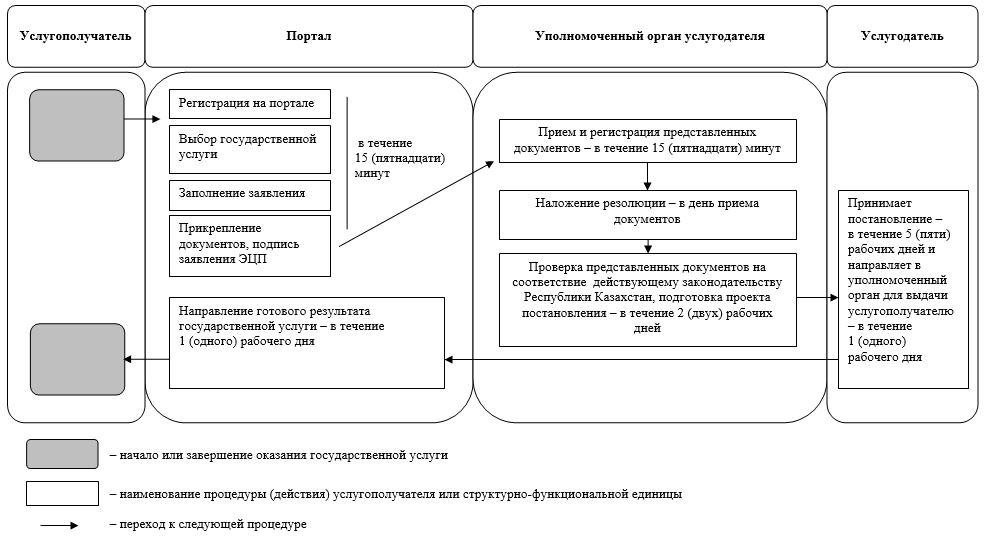 Услугополучатель
Портал
Уполномоченный орган услугодателя
Услугодатель
Регистрация на портале
Выбор государственной
услуги
Заполнение заявления
Прикрепление
документов, подпись
заявления ЭЦП
в течение
15 (пятнадцати)
минут
Направление готового результата
государственной услуги – в течение
1 (одного) рабочего дня
Прием и регистрация представленных
документов – в течение 15 (пятнадцати) минут
Наложение резолюции – в день приема
документов
Проверка представленных документов на
соответствие действующему законодательству
Республики Казахстан, подготовка проекта
постановления – в течение 2 (двух) рабочих
дней
Принимает
постановление –
в течение 5 (пяти)
рабочих дней и
направляет в
уполномоченный
орган для выдачи
услугополучателю
– в течение
1 (одного)
рабочего дня
– начало или завершение оказания государственной услуги
– наименование процедуры (действия) услугополучателя или структурно-функциональной единицы
– переход к следующей процедуре